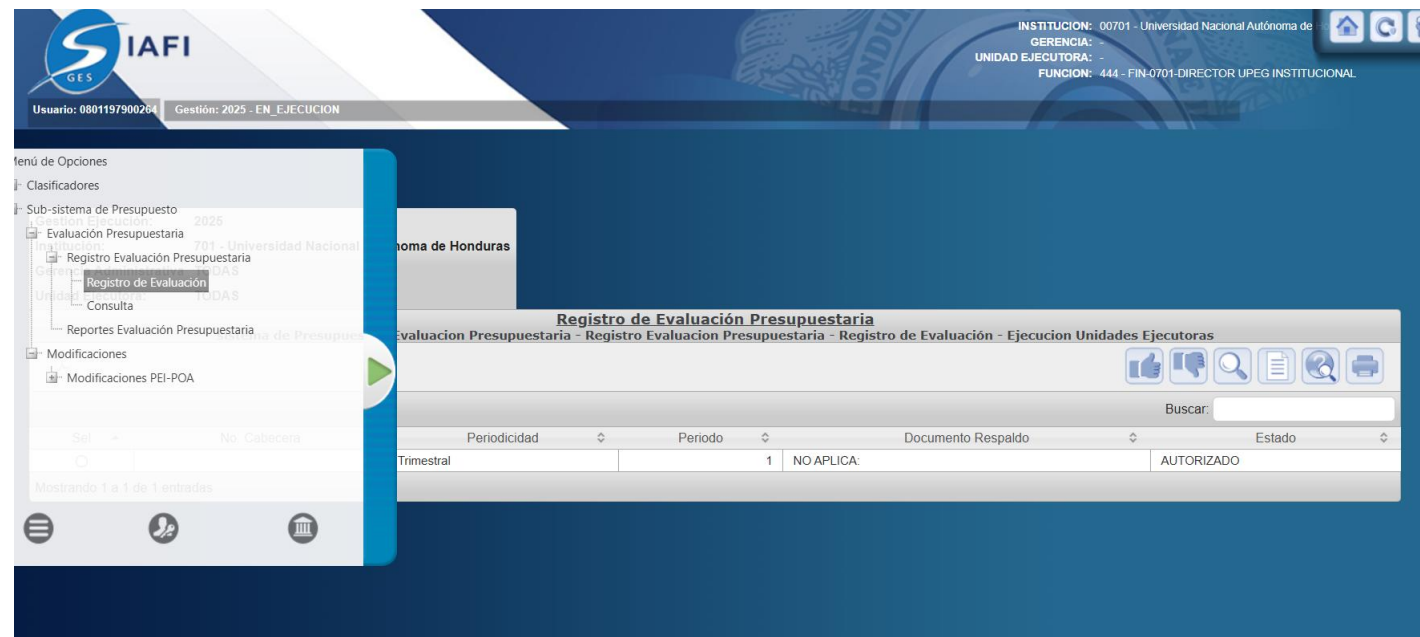 SIAFI
GES
INSTITUCION: 00701 - Universidad Nacional Autónoma de
GERENCIA: -
UNIDAD EJECUTORA: -
FUNCION: 444 - FIN-0701-DIRECTOR UPEG INSTITUCIONAL
Usuario: 0801197900264 Gestión: 2025 - EN_EJECUCION
Menú de Opciones
Clasificadores
Sub-sistema de Presupuesto
Gestión Ejecución: 2025
Evaluación Presupuestaria
Institución: 701 - Universidad Nacional noma de Honduras
Registro Evaluación Presupuestaria
Gerencia Administrativa TODAS
Registro de Evaluación
Unidad Ejecutora: TODAS
Consulta
Reportes Evaluación Presupuestaria
Registro de Evaluación Presupuestaria
Sistema de Presupues Evaluacion Presupuestaria - Registro Evaluacion Presupuestaria - Registro de Evaluación - Ejecucion Unidades Ejecutoras
Modificaciones
Modificaciones PEI-POA
Buscar:
Sel No. Cabecera Periodicidad Periodo Documento Respaldo Estado
Trimestral 1 NO APLICA: AUTORIZADO
Mostrando 1 a 1 de 1 entradas